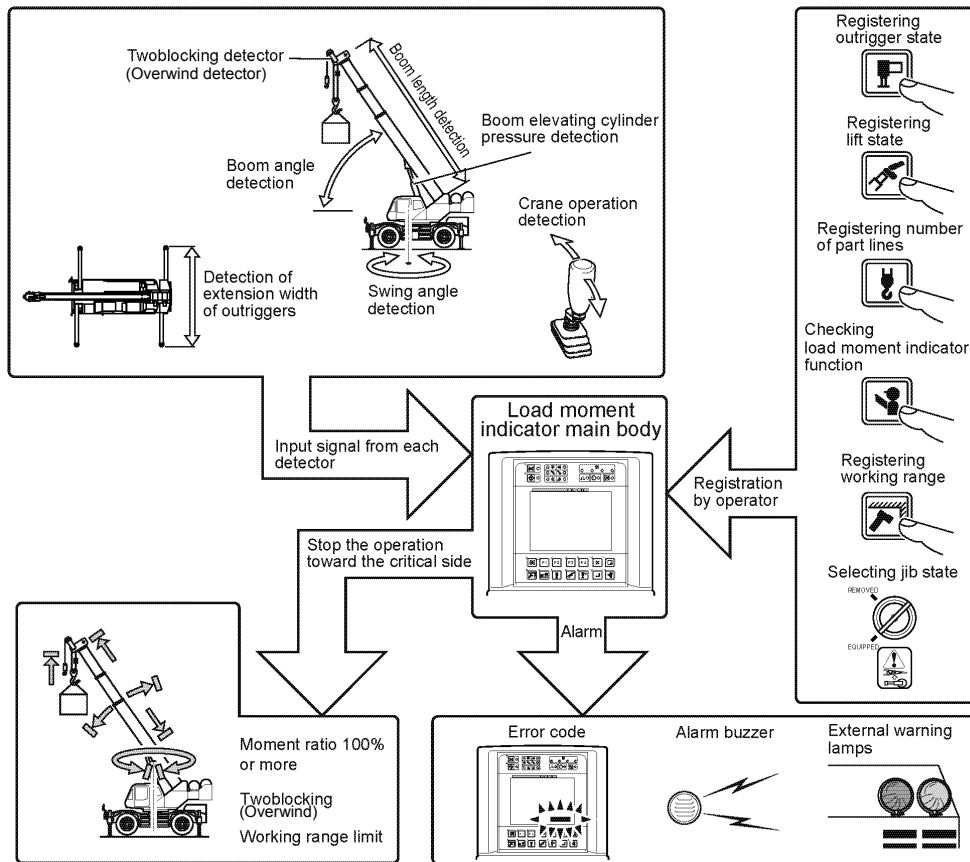 Twoblocking detector
(Overwind detector)
Boom length detection
Boom elevating cylinder
pressure detection
Boom angle
detection
Crane operation
detection
Detection of
extension width
of outriggers
Swing angle
detection
Registering
outrigger state
Registering
lift state
Registering number
of part lines
Checking
load moment indicator
function
Registering
working range
Selecting jib state
REMOVED
EQUIPPED
Input signal from each
detector
Load moment
indicator main body
Registration
by operator
Stop the operation
toward the critical side
Alarm
Moment ratio 100%
or more
Twoblocking
(Overwind)
Working range limit
Error code
Alarm buzzer
External warning
lamps